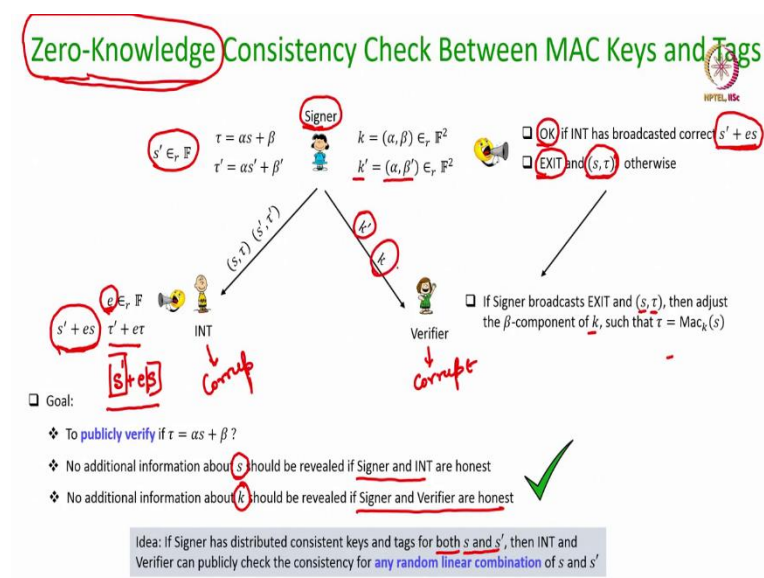 Zero-Knowledge Consistency Check Between MAC Keys and Tags
NPTEL, IISc
Signer
s' ∈ᵣ 𝔽
τ = αs + β
τ' = αs' + β'
k = (α, β) ∈ᵣ 𝔽²
k' = (α, β') ∈ᵣ 𝔽²
❑ OK if INT has broadcasted correct s' + es
❑ EXIT and (s, τ) otherwise
(s, τ) (s', τ')
k'
k
e ∈ᵣ 𝔽
s' + es
τ' + eτ
s' + es
INT
Corrup
Verifier
Corrupt
❑ If Signer broadcasts EXIT and (s, τ), then adjust
the β-component of k, such that τ = Macₖ(s)
❑ Goal:
❖ To publicly verify if τ = αs + β ?
❖ No additional information about s should be revealed if Signer and INT are honest
❖ No additional information about k should be revealed if Signer and Verifier are honest
Idea: If Signer has distributed consistent keys and tags for both s and s', then INT and
Verifier can publicly check the consistency for any random linear combination of s and s'